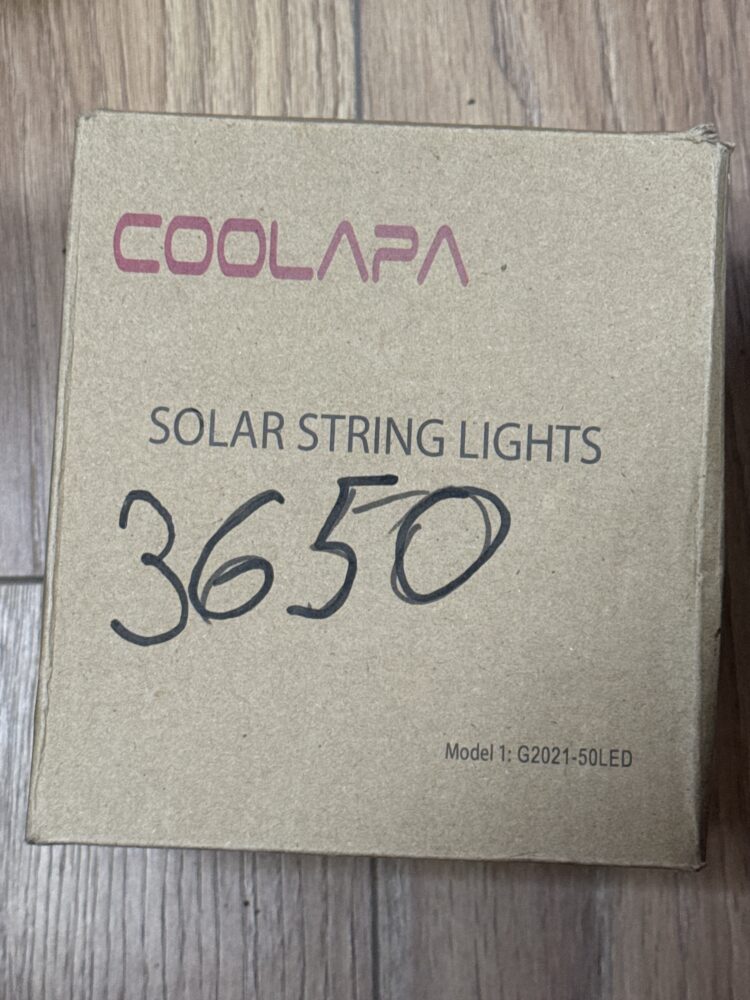 COOLAPA
SOLAR STRING LIGHTS
3650
Model 1: G2021-50LED